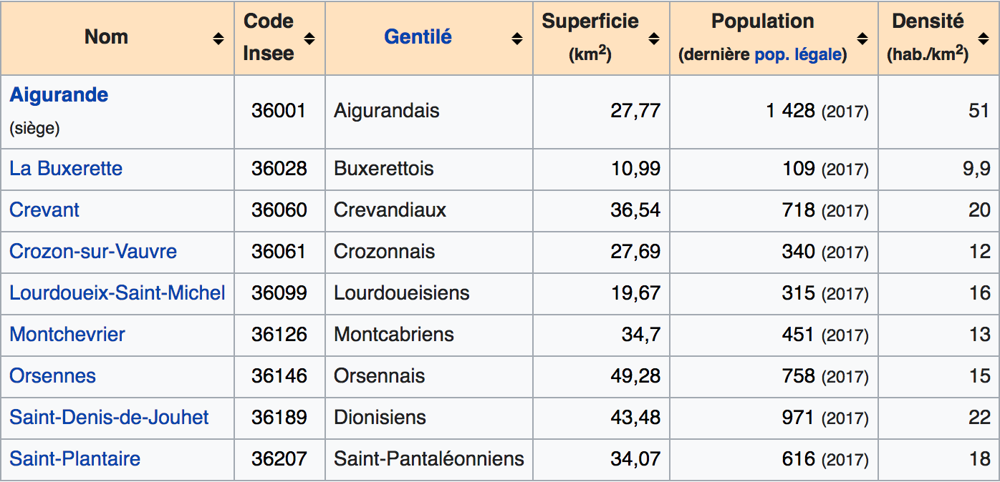 Nom Code Insee Gentilé Superficie (km²) Population (dernière pop. légale) Densité (hab./km²)
Aigurande (siège) 36001 Aigurandais 27,77 1 428 (2017) 51
La Buxerette 36028 Buxerettois 10,99 109 (2017) 9,9
Crevant 36060 Crevandiaux 36,54 718 (2017) 20
Crozon-sur-Vauvre 36061 Crozonnais 27,69 340 (2017) 12
Lourdoueix-Saint-Michel 36099 Lourdoueisiens 19,67 315 (2017) 16
Montchevrier 36126 Montcabriens 34,7 451 (2017) 13
Orsennes 36146 Orsennais 49,28 758 (2017) 15
Saint-Denis-de-Jouhet 36189 Dionisiens 43,48 971 (2017) 22
Saint-Plantaire 36207 Saint-Pantaléonniens 34,07 616 (2017) 18